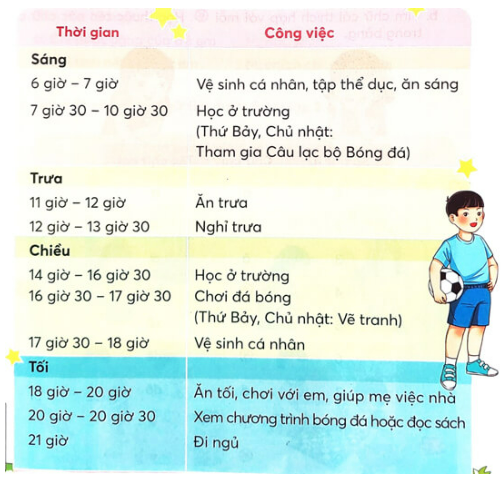 Thời gian Công việc
Sáng
6 giờ – 7 giờ Vệ sinh cá nhân, tập thể dục, ăn sáng
7 giờ 30 – 10 giờ 30 Học ở trường
(Thứ Bảy, Chủ nhật:
Tham gia Câu lạc bộ Bóng đá)
Trưa
11 giờ – 12 giờ Ăn trưa
12 giờ – 13 giờ 30 Nghỉ trưa
Chiều
14 giờ – 16 giờ 30 Học ở trường
16 giờ 30 – 17 giờ 30 Chơi đá bóng
(Thứ Bảy, Chủ nhật: Vẽ tranh)
17 giờ 30 – 18 giờ Vệ sinh cá nhân
Tối
18 giờ – 20 giờ Ăn tối, chơi với em, giúp mẹ việc nhà
20 giờ – 20 giờ 30 Xem chương trình bóng đá hoặc đọc sách
21 giờ Đi ngủ